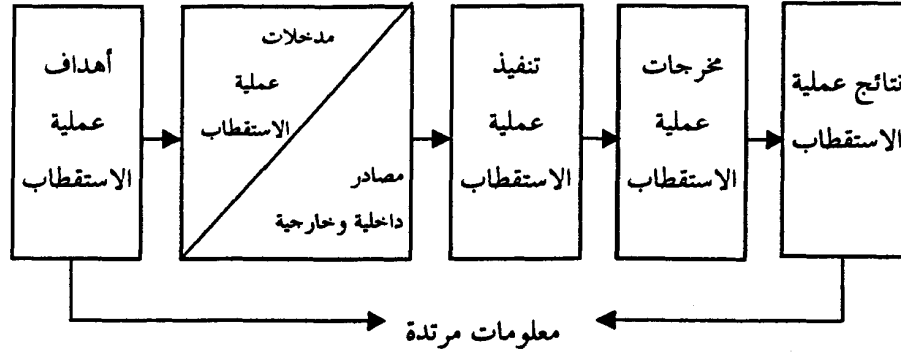 أهداف
عملية
الاستقطاب
مدخلات
عملية
الاستقطاب
مصادر
داخلية وخارجية
تنفيذ
عملية
الاستقطاب
مخرجات
عملية
الاستقطاب
نتائج عملية
الاستقطاب
معلومات مرتدة